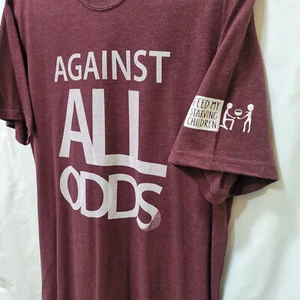 AGAINST
ALL
ODDS
FEED MY
STARVING
CHILDREN